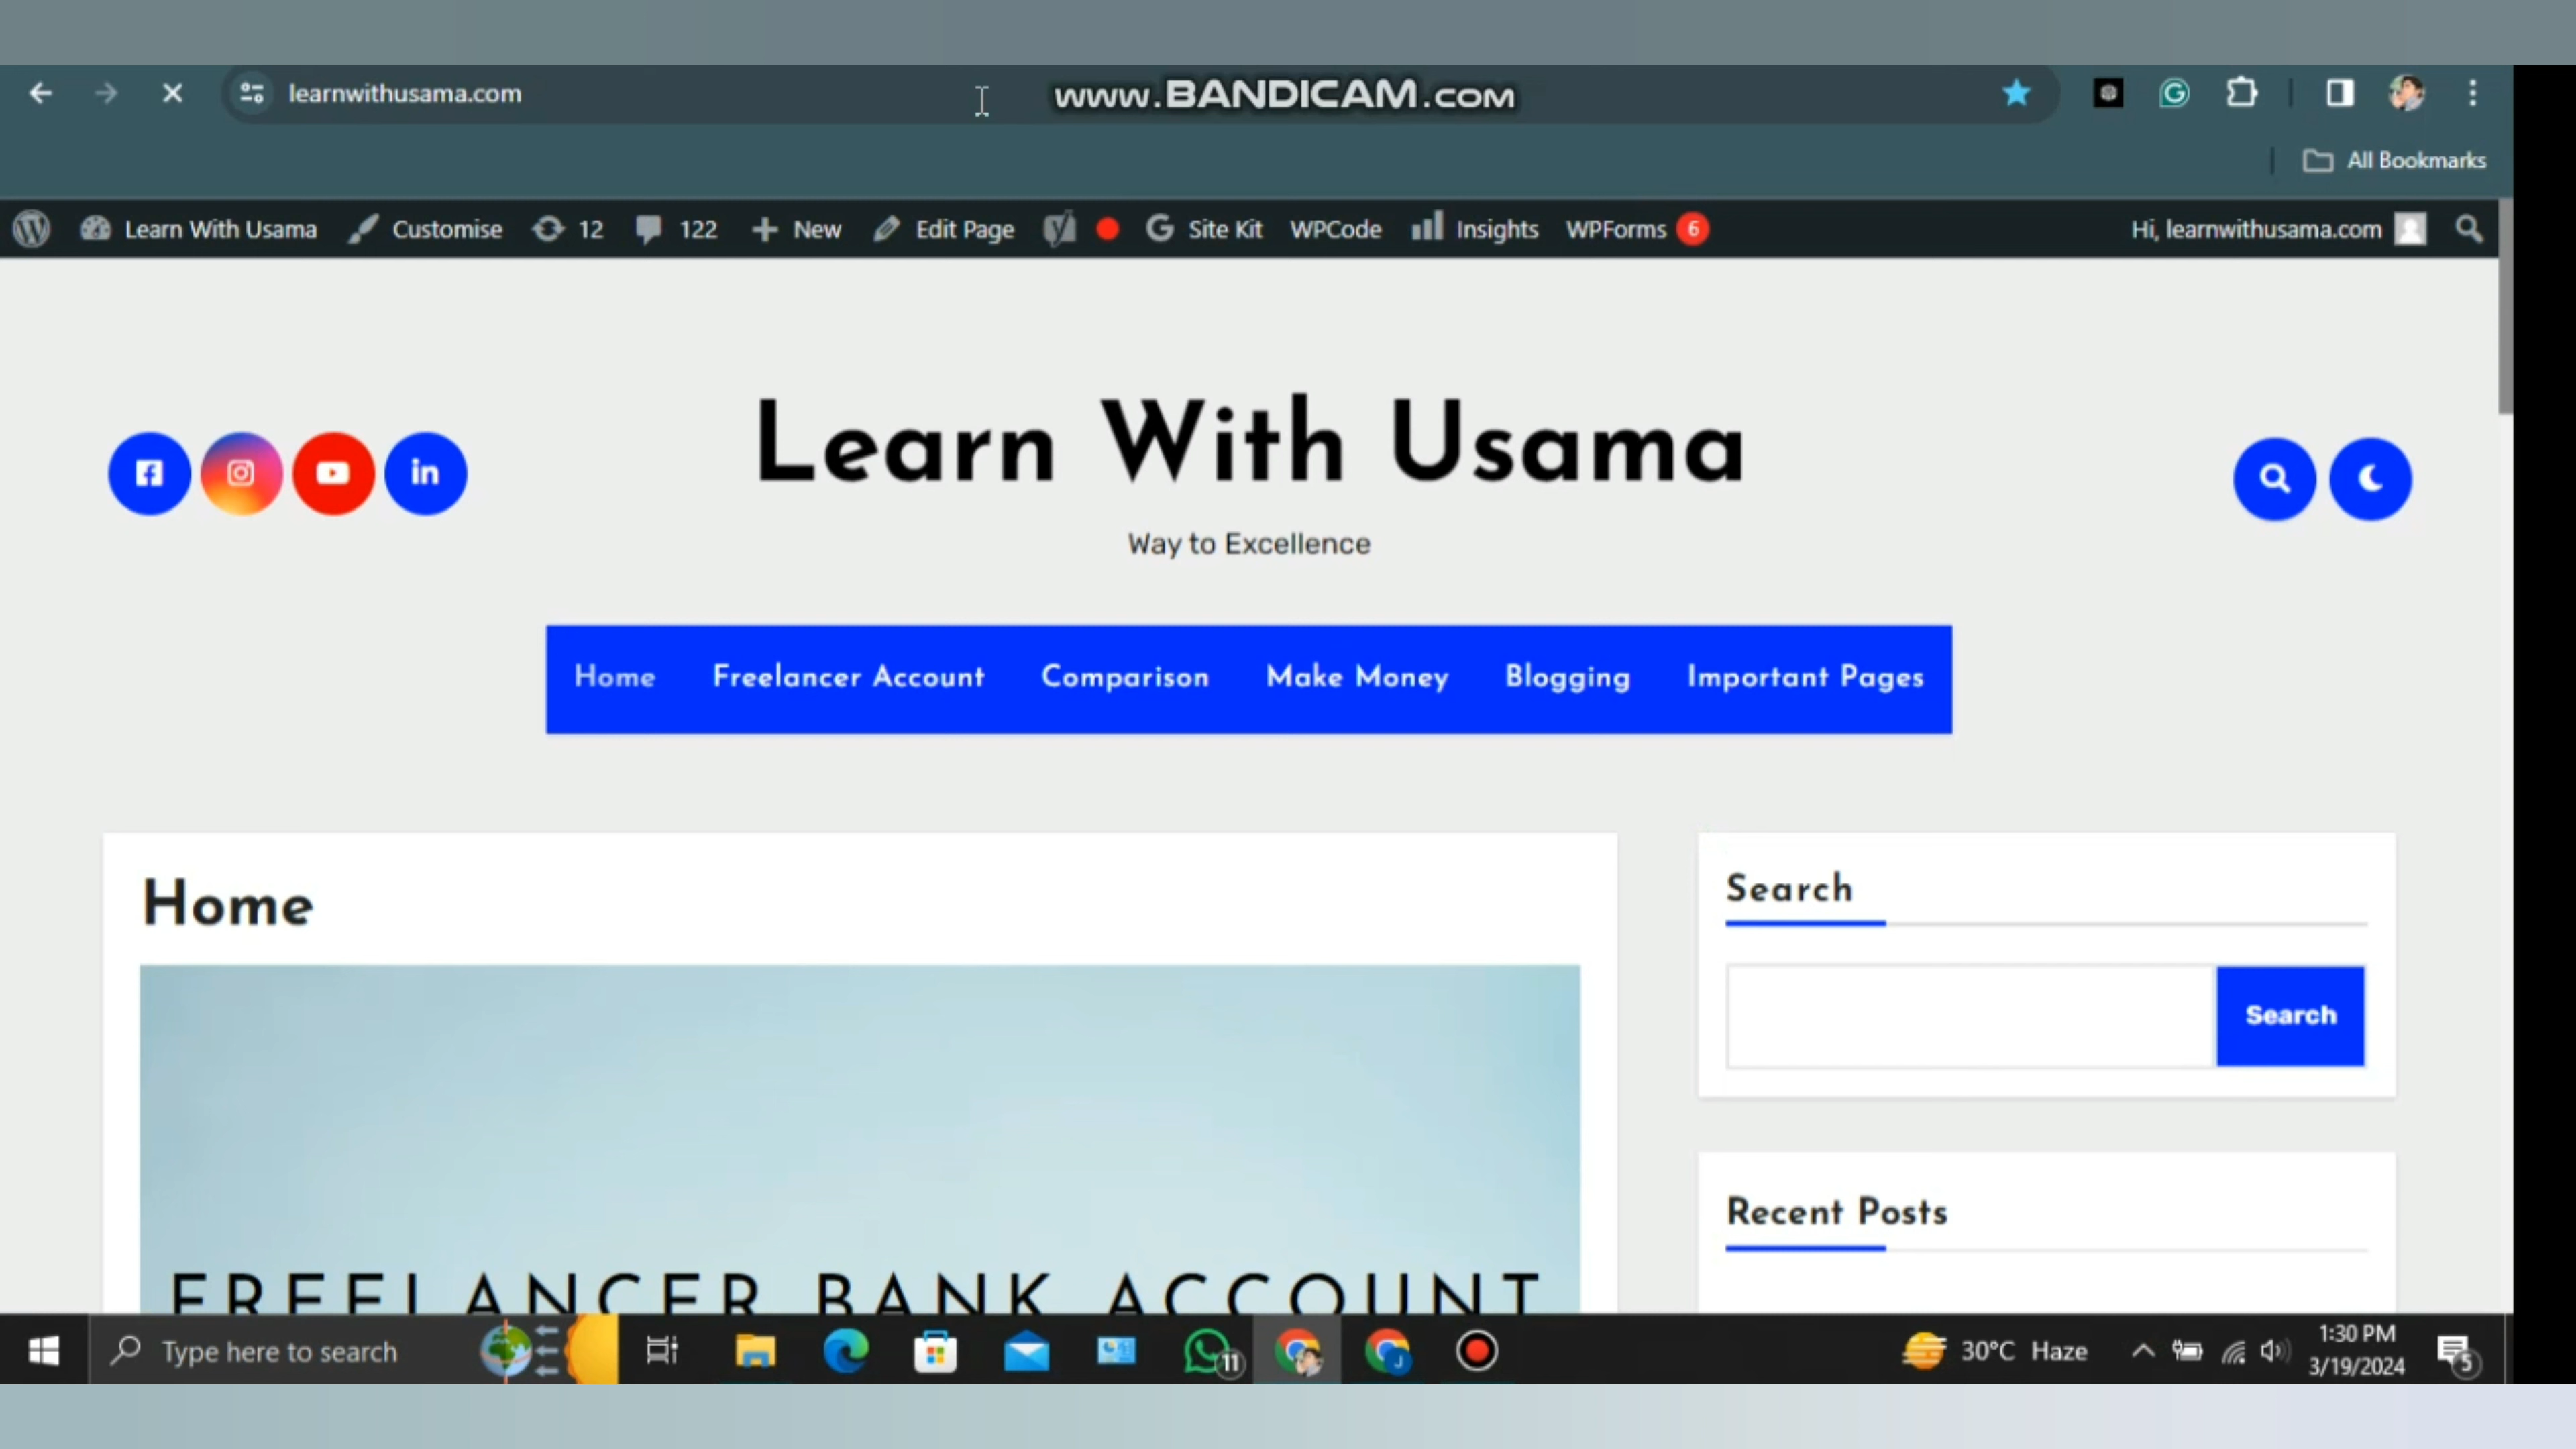 learnwithusama.com
www.BANDICAM.com
All Bookmarks
Learn With Usama Customise 12 122 + New Edit Page Site Kit WPCode Insights WPForms 6 Hi, learnwithusama.com
Learn With Usama
Way to Excellence
Home Freelancer Account Comparison Make Money Blogging Important Pages
Home
Search
Search
FREELANCER BANK ACCOUNT
Recent Posts
Type here to search
11
J
30°C Haze
1:30 PM
3/19/2024
5